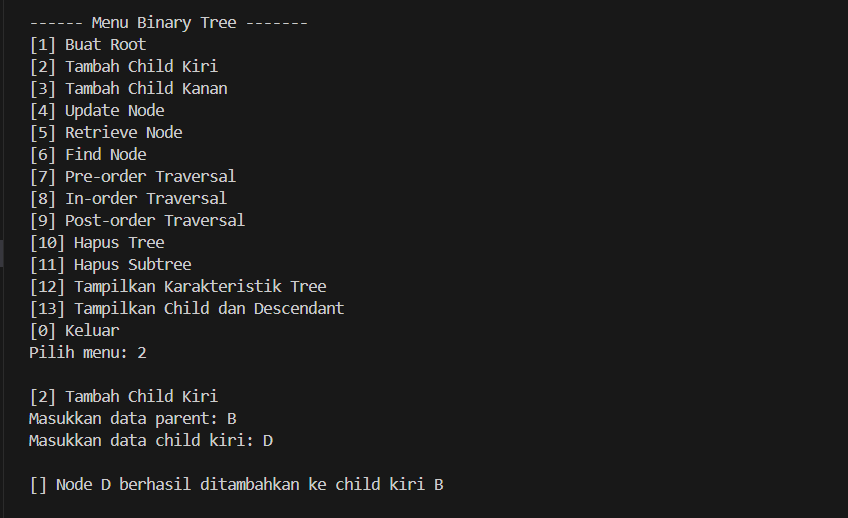 ------ Menu Binary Tree -------
[1] Buat Root
[2] Tambah Child Kiri
[3] Tambah Child Kanan
[4] Update Node
[5] Retrieve Node
[6] Find Node
[7] Pre-order Traversal
[8] In-order Traversal
[9] Post-order Traversal
[10] Hapus Tree
[11] Hapus Subtree
[12] Tampilkan Karakteristik Tree
[13] Tampilkan Child dan Descendant
[0] Keluar
Pilih menu: 2
[2] Tambah Child Kiri
Masukkan data parent: B
Masukkan data child kiri: D
[] Node D berhasil ditambahkan ke child kiri B